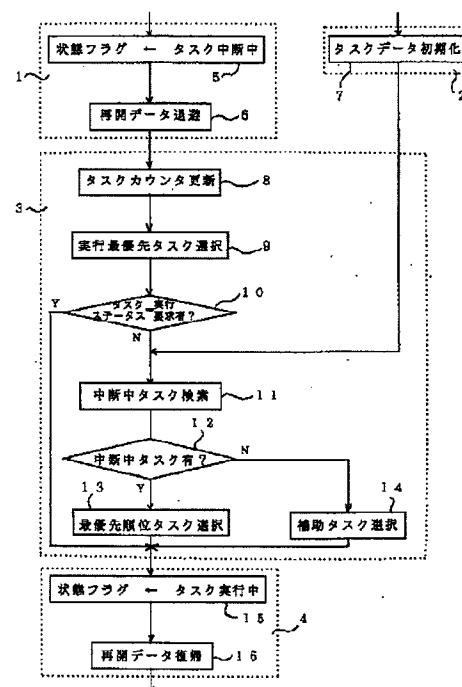 状態フラグ ← タスク中断中
5
1
再開データ退避
6
タスクデータ初期化
7
2
3
タスクカウンタ更新
8
実行最優先タスク選択
9
10
タスク実行
ステータス要求有?
Y
N
中断中タスク検索
11
12
中断中タスク有?
N
13
Y
14
最優先順位タスク選択
補助タスク選択
状態フラグ ← タスク実行中
15
4
再開データ復帰
16